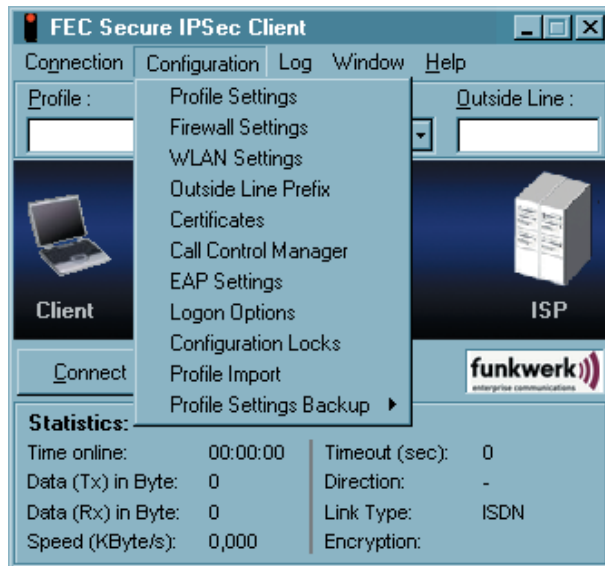 FEC Secure IPSec Client
Connection Configuration Log Window Help
Profile : Outside Line :
Profile Settings
Firewall Settings
WLAN Settings
Outside Line Prefix
Certificates
Call Control Manager
EAP Settings
Logon Options
Configuration Locks
Profile Import
Profile Settings Backup
Client
ISP
Connect
funkwerk
enterprise communications
Statistics:
Time online: 00:00:00 Timeout (sec): 0
Data (Tx) in Byte: 0 Direction: -
Data (Rx) in Byte: 0 Link Type: ISDN
Speed (KByte/s): 0,000 Encryption: